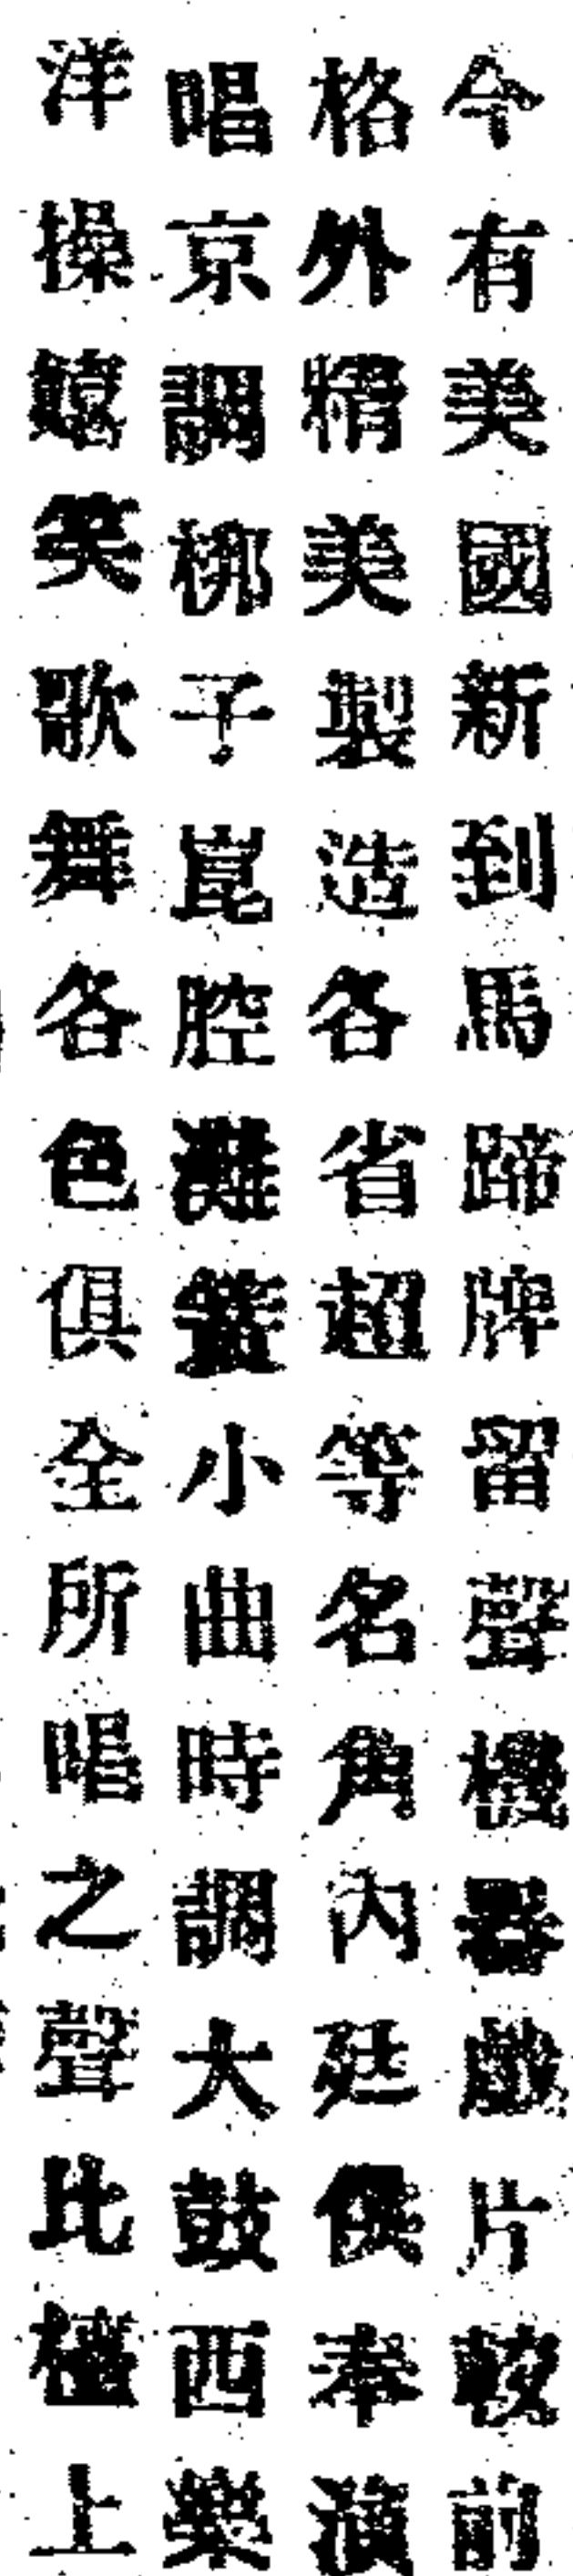 今有美國新到馬蹄牌留聲機器戲片較前
格外精美製造各省超等名角內廷供奉演
唱京調梆子崑腔灘簧小曲時調大鼓西樂
洋操嬉笑歌舞各色俱全所唱之聲比檯上